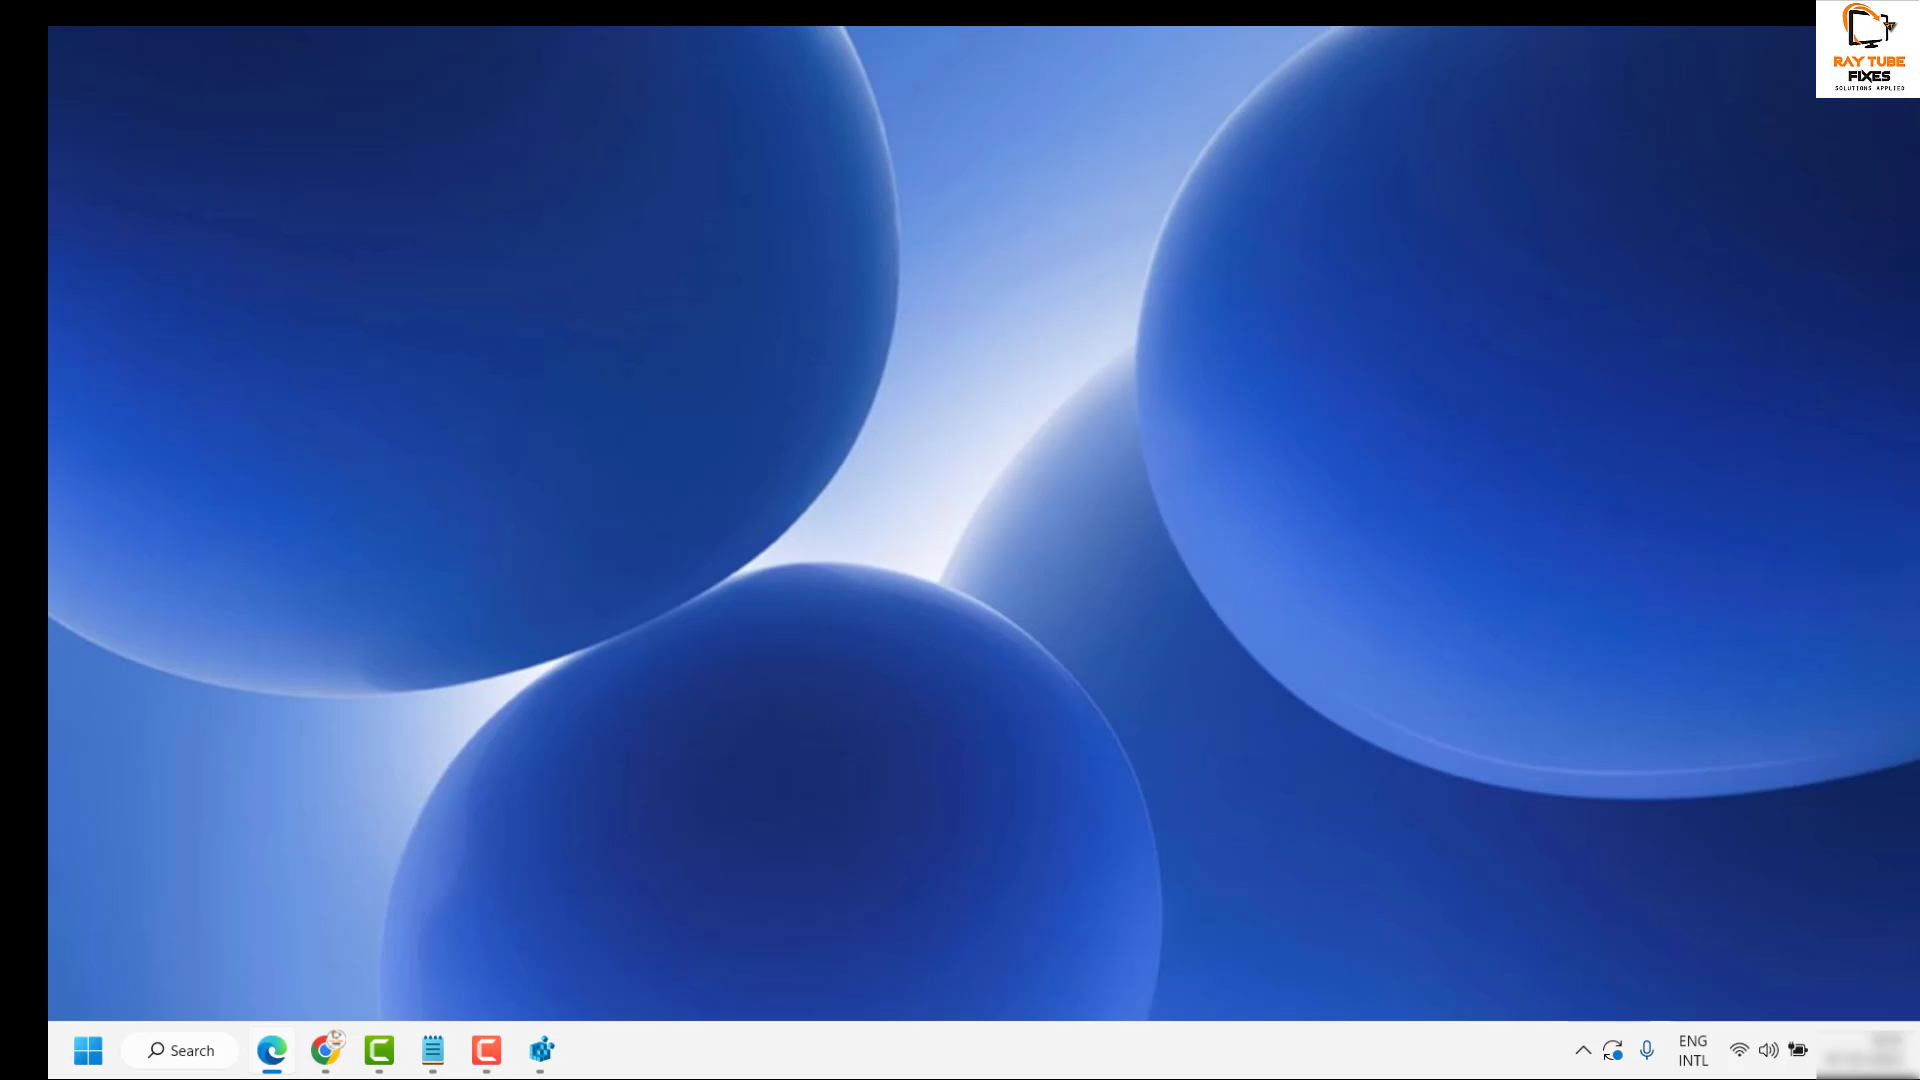 RAY TUBE
FIXES
SOLUTIONS APPLIED
Search
ENG
INTL